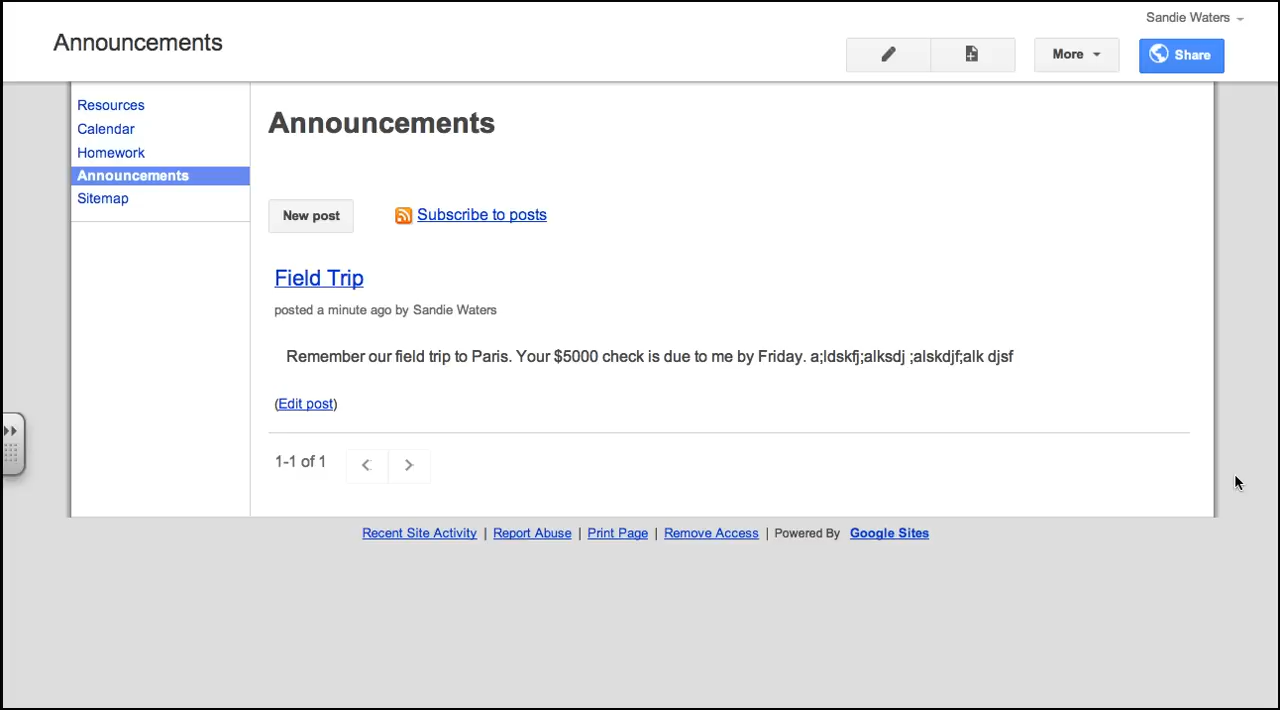 Sandie Waters
Announcements
More
Share
Resources
Calendar
Homework
Announcements
Sitemap
Announcements
New post
Subscribe to posts
Field Trip
posted a minute ago by Sandie Waters
Remember our field trip to Paris. Your $5000 check is due to me by Friday. a;ldskfj;alksdj ;alskdjf;alk djsf
(Edit post)
1-1 of 1
Recent Site Activity | Report Abuse | Print Page | Remove Access | Powered By Google Sites